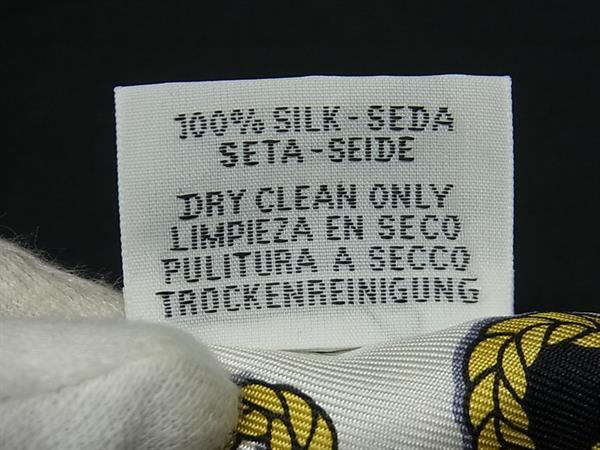 100% SILK-SEDA
SETA-SEIDE
DRY CLEAN ONLY
LIMPIEZA EN SECO
PULITURA A SECCO
TROCKENREINIGUNG